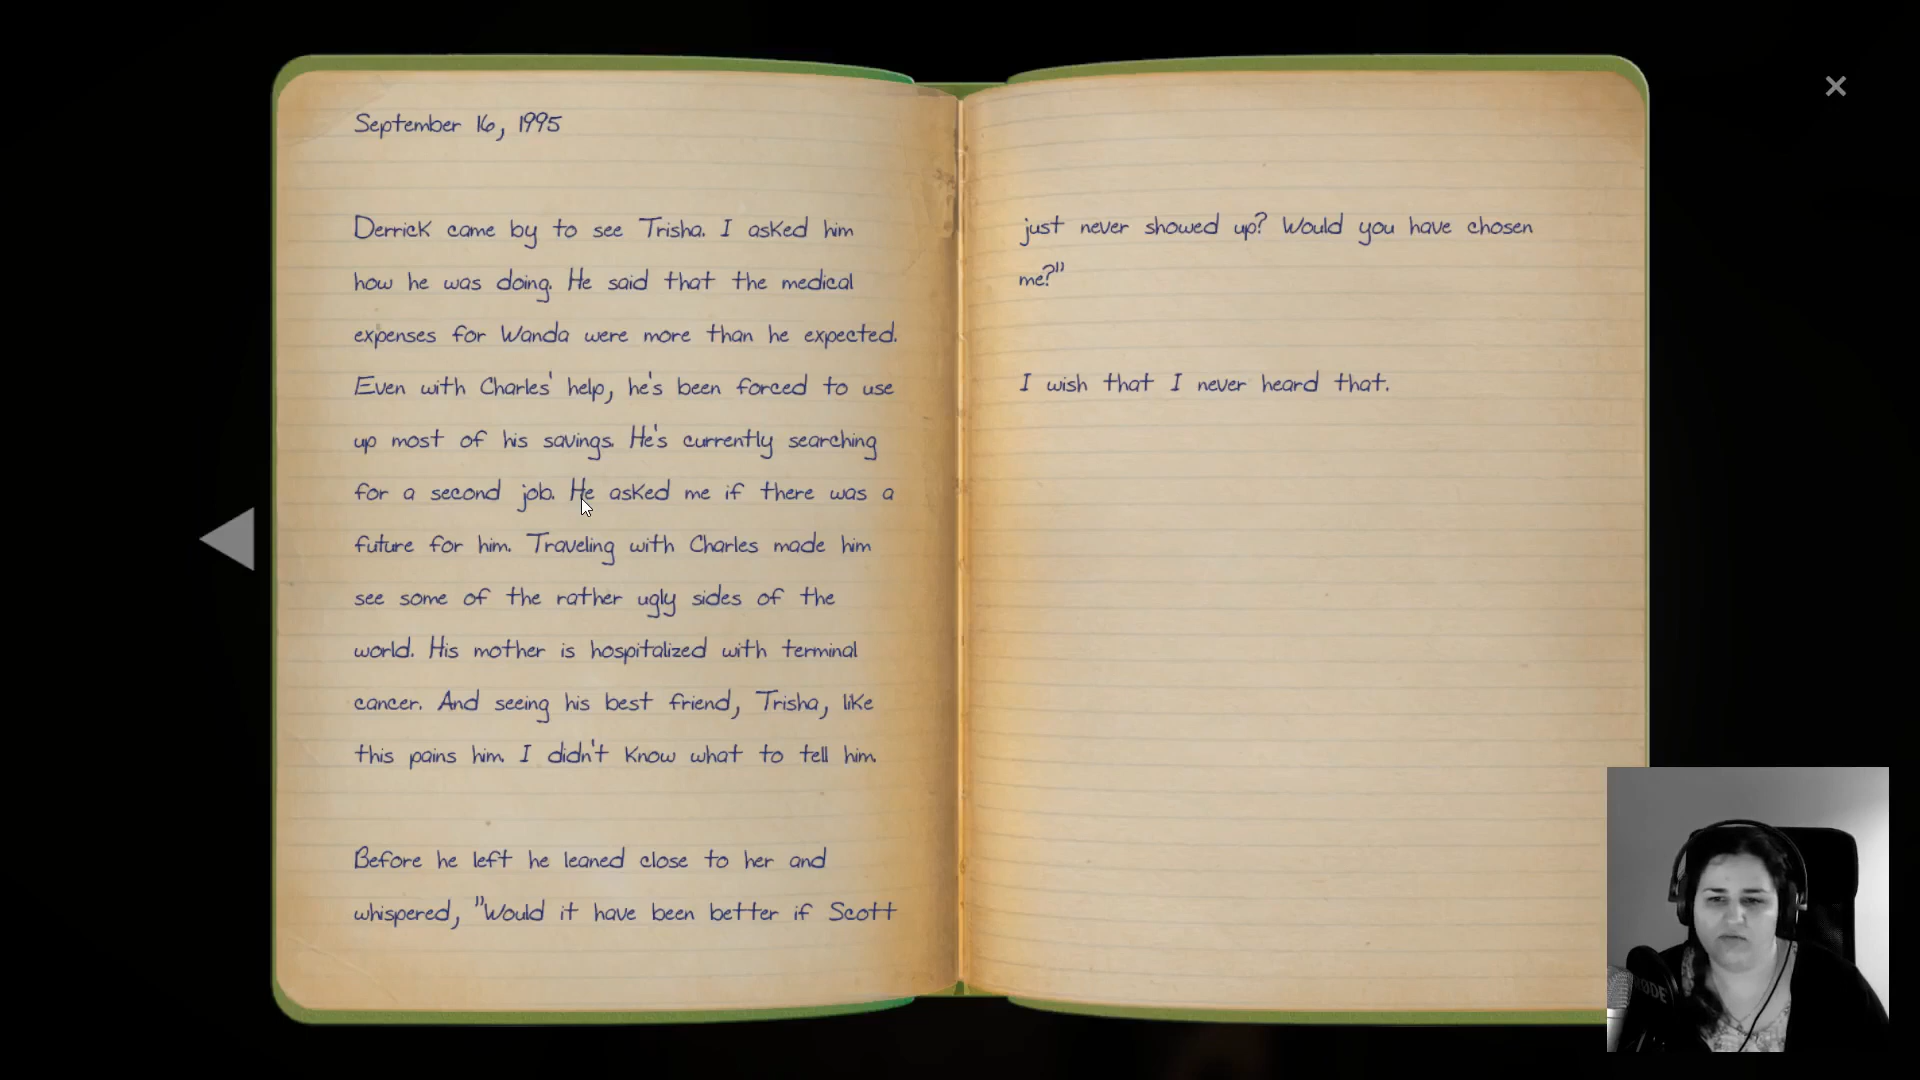 September 16, 1995
Derrick came by to see Trisha. I asked him
how he was doing. He said that the medical
expenses for Wanda were more than he expected.
Even with Charles' help, he's been forced to use
up most of his savings. He's currently searching
for a second job. He asked me if there was a
future for him. Traveling with Charles made him
see some of the rather ugly sides of the
world. His mother is hospitalized with terminal
cancer. And seeing his best friend, Trisha, like
this pains him. I didn't know what to tell him.
Before he left he leaned close to her and
whispered, "Would it have been better if Scott
just never showed up? Would you have chosen
me?"
I wish that I never heard that.
RØDE